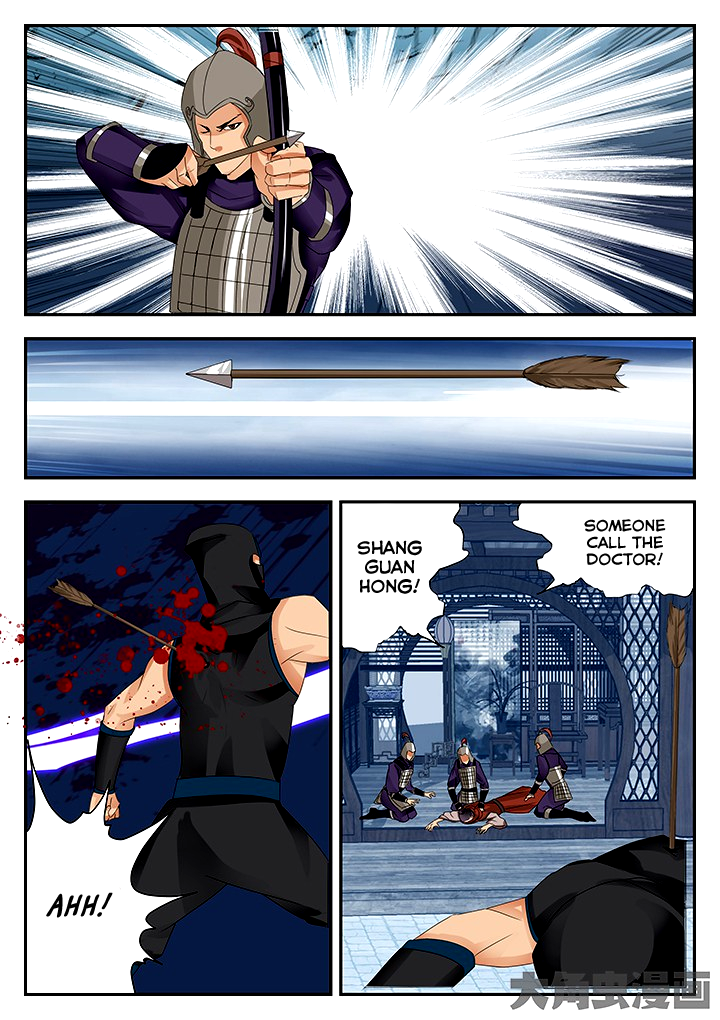 SHANG
GUAN
HONG!
SOMEONE
CALL THE
DOCTOR!
AHH!
大角虫漫画